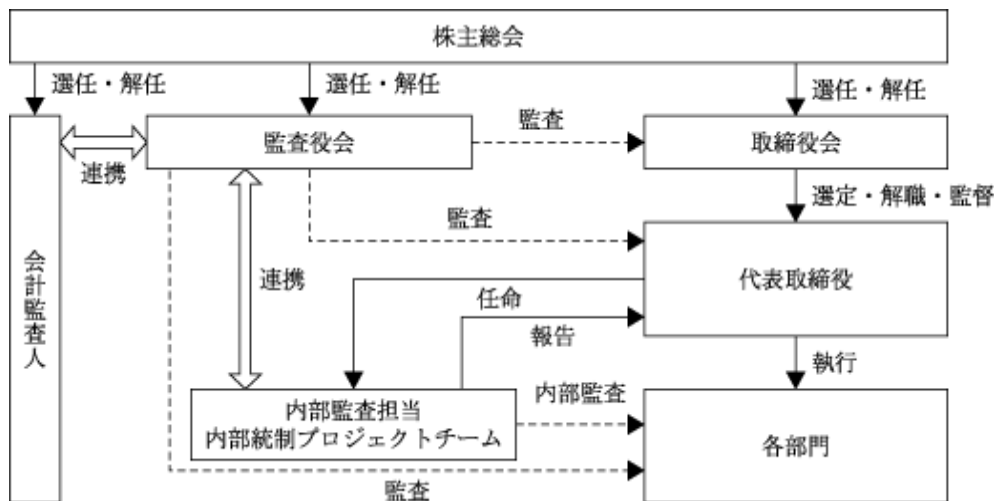 株主総会
選任・解任
選任・解任
選任・解任
監査役会
監査
取締役会
連携
選定・解職・監督
監査
会計監査人
連携
代表取締役
任命
報告
執行
内部監査担当
内部統制プロジェクトチーム
内部監査
各部門
監査